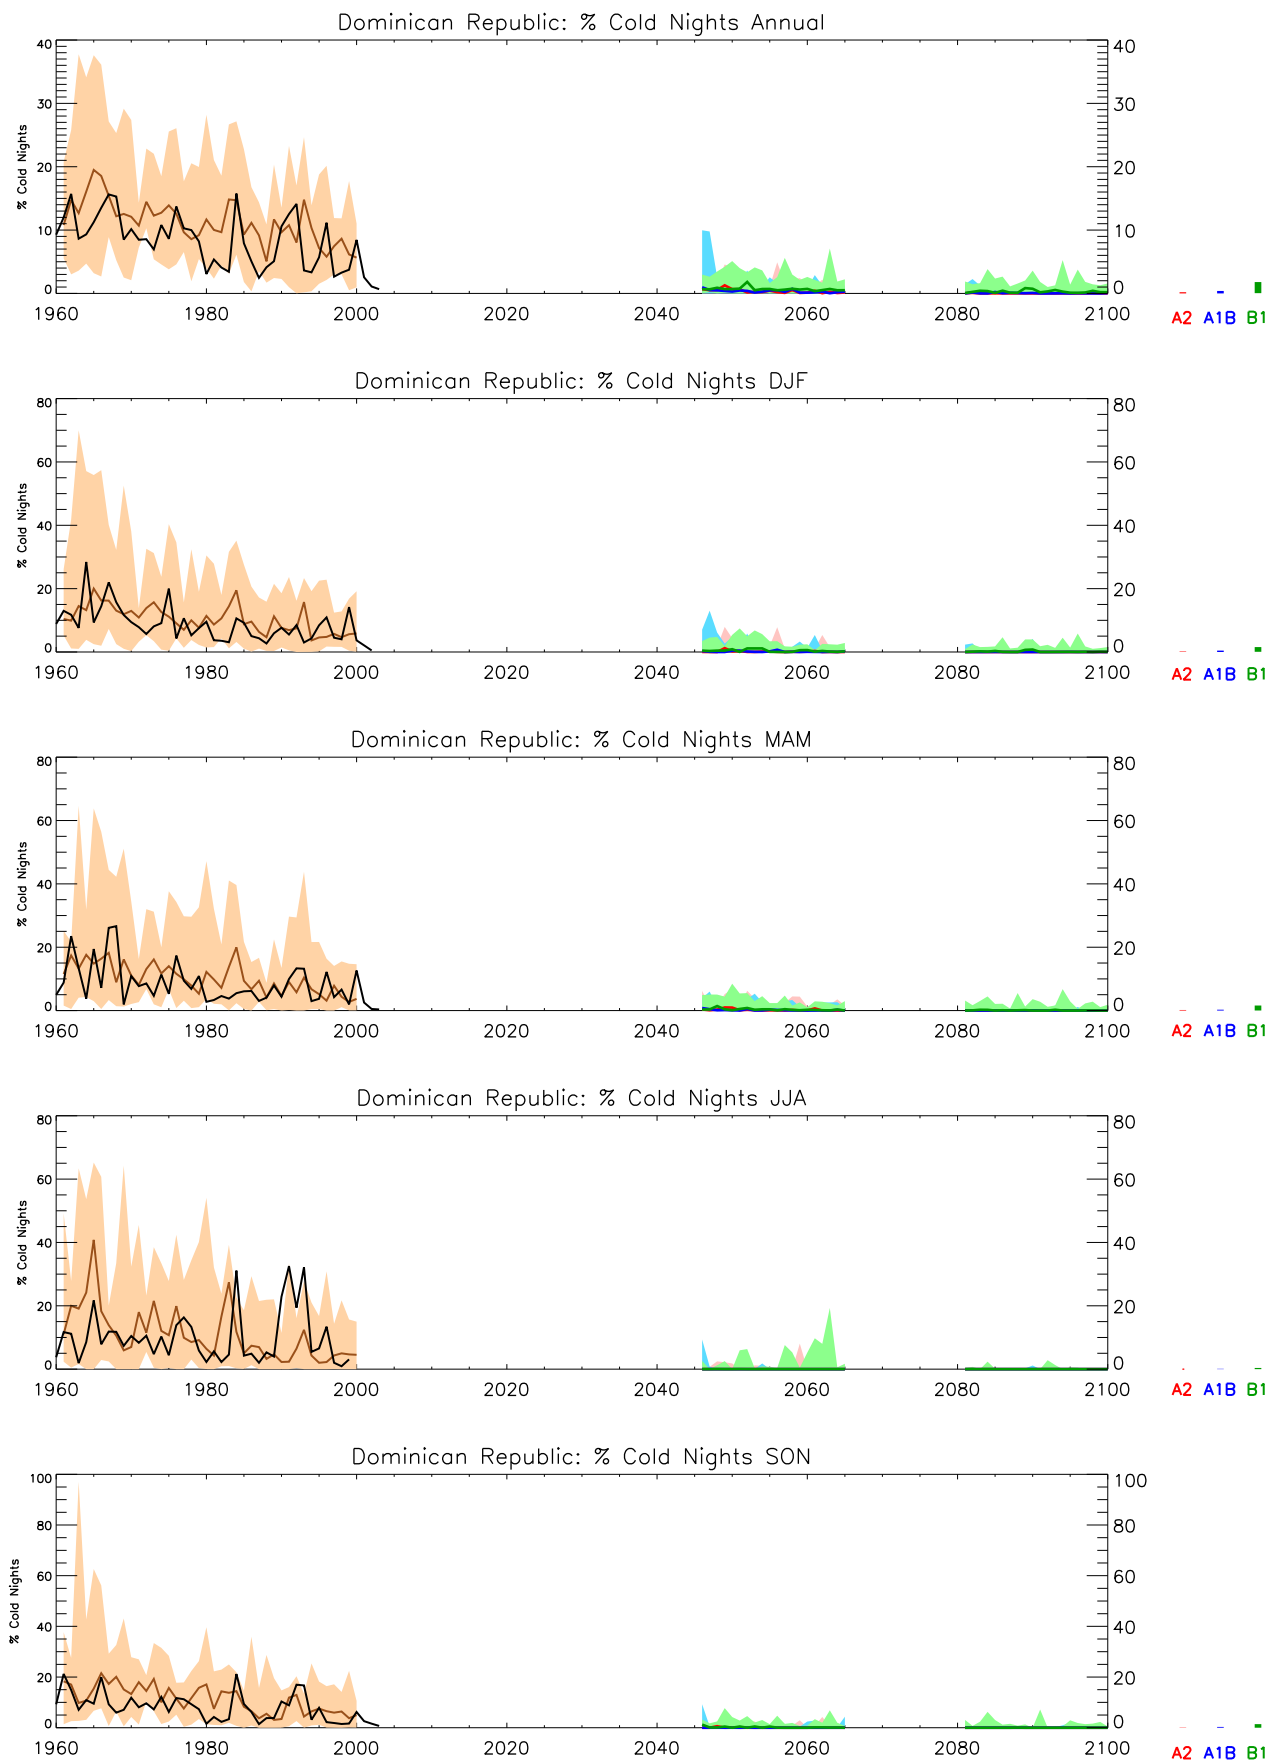 Dominican Republic: % Cold Nights Annual
% Cold Nights
40 30 20 10 0
40 30 20 10 0
1960 1980 2000 2020 2040 2060 2080 2100
A2 A1B B1
Dominican Republic: % Cold Nights DJF
% Cold Nights
80 60 40 20 0
80 60 40 20 0
1960 1980 2000 2020 2040 2060 2080 2100
A2 A1B B1
Dominican Republic: % Cold Nights MAM
% Cold Nights
80 60 40 20 0
80 60 40 20 0
1960 1980 2000 2020 2040 2060 2080 2100
A2 A1B B1
Dominican Republic: % Cold Nights JJA
% Cold Nights
80 60 40 20 0
80 60 40 20 0
1960 1980 2000 2020 2040 2060 2080 2100
A2 A1B B1
Dominican Republic: % Cold Nights SON
% Cold Nights
100 80 60 40 20 0
100 80 60 40 20 0
1960 1980 2000 2020 2040 2060 2080 2100
A2 A1B B1